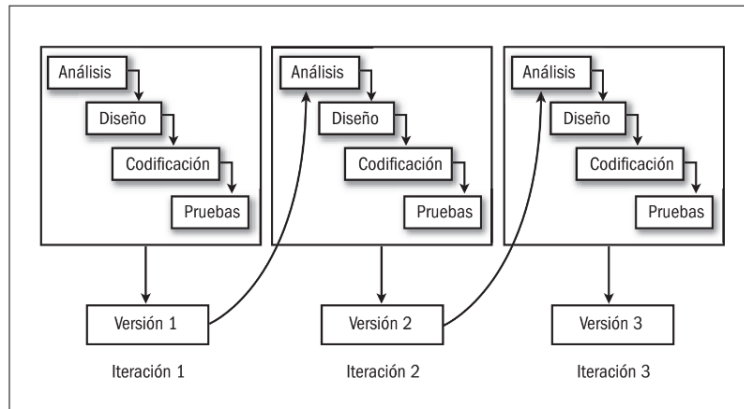 Análisis
Diseño
Codificación
Pruebas
Versión 1
Iteración 1
Análisis
Diseño
Codificación
Pruebas
Versión 2
Iteración 2
Análisis
Diseño
Codificación
Pruebas
Versión 3
Iteración 3